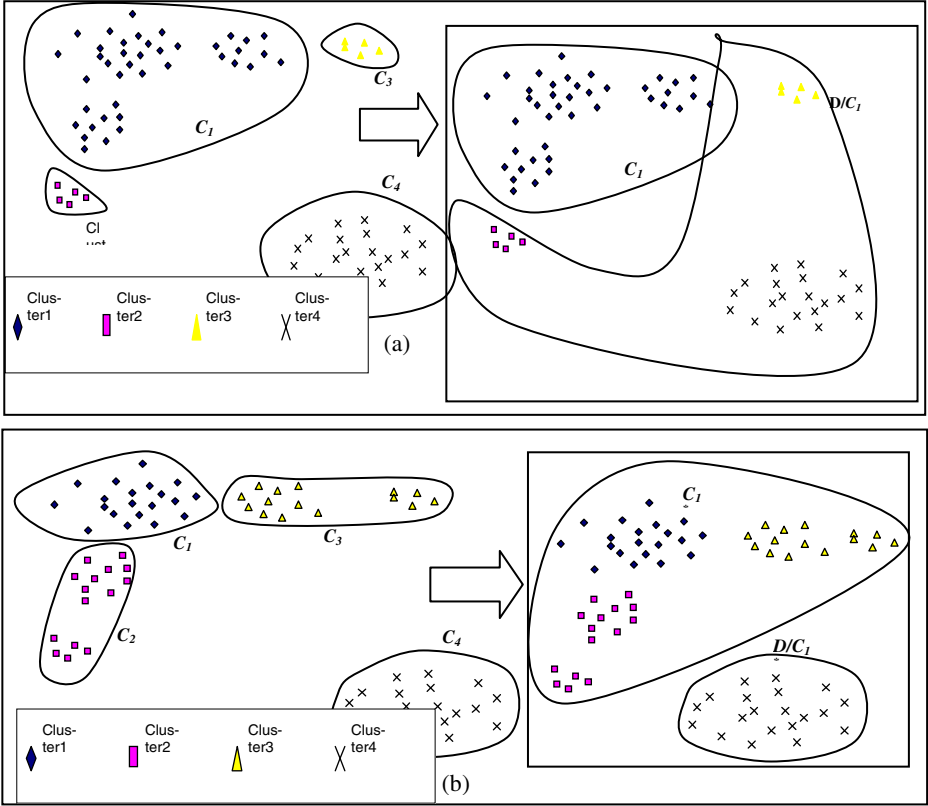 C3
C1
D/C1
C1
C4
Cl
Clus-
ter1
Clus-
ter2
Clus-
ter3
Clus-
ter4
(a)
C1
C1
C3
C2
C4
D/C1
Clus-
ter1
Clus-
ter2
Clus-
ter3
Clus-
ter4
(b)